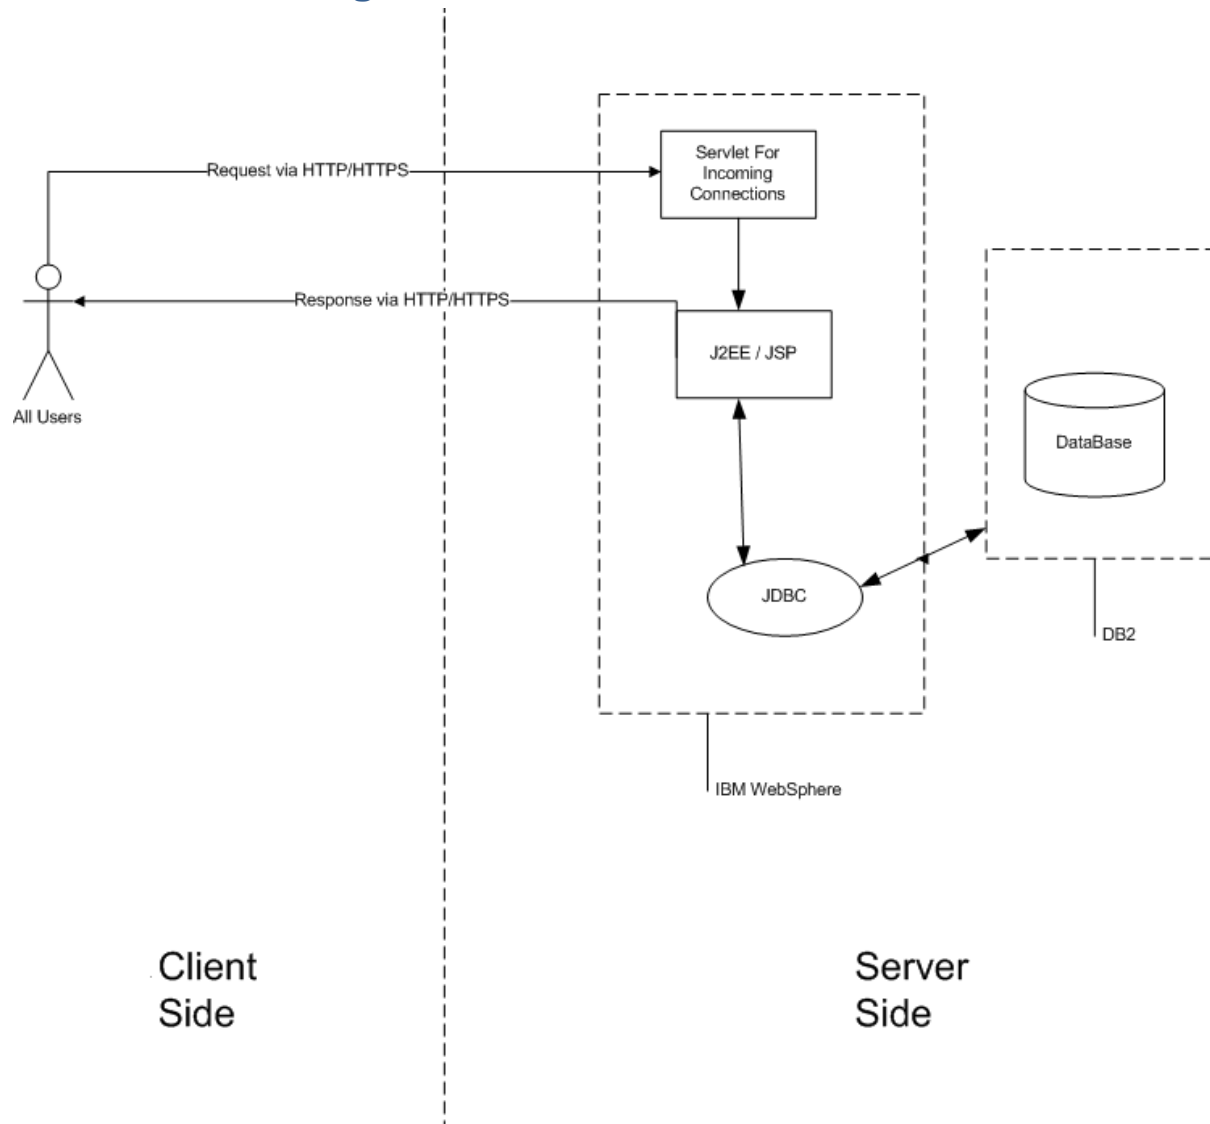 Servlet For
Incoming
Connections
Request via HTTP/HTTPS
Response via HTTP/HTTPS
J2EE / JSP
All Users
DataBase
JDBC
DB2
IBM WebSphere
Client
Side
Server
Side